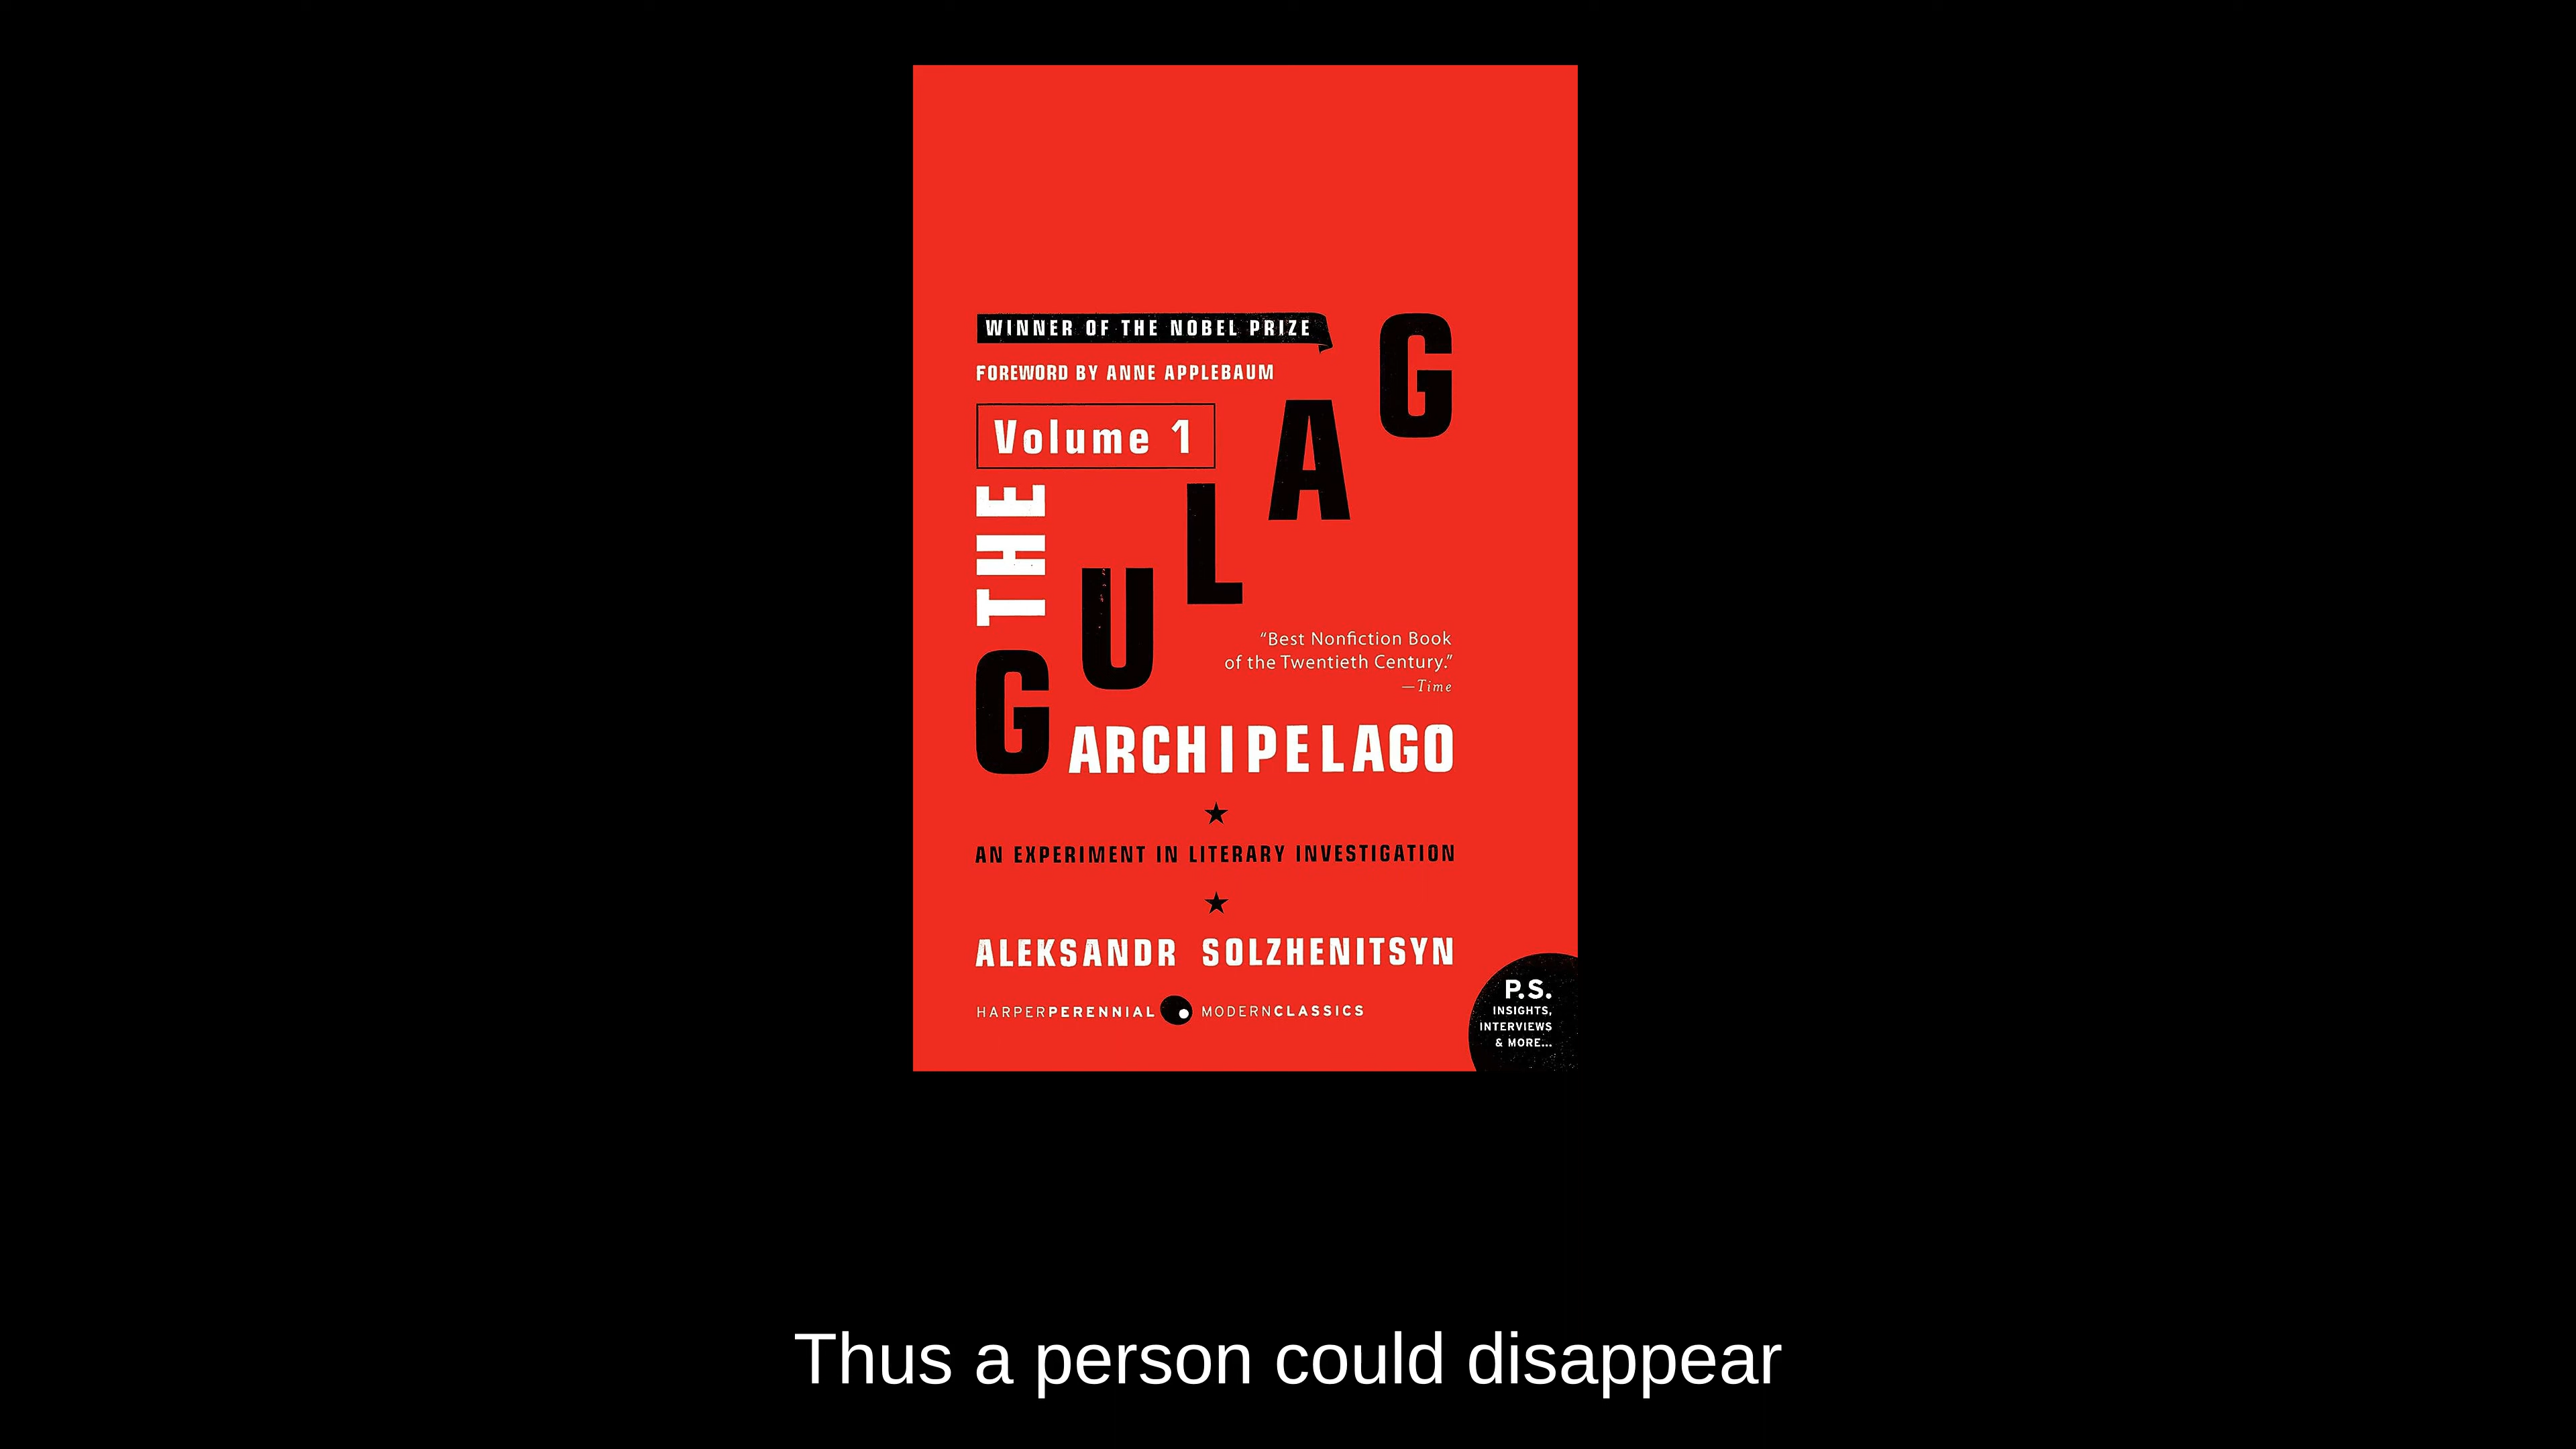 WINNER OF THE NOBEL PRIZE
FOREWORD BY ANNE APPLEBAUM
Volume 1
THE
GULAG
"Best Nonfiction Book
of the Twentieth Century."
—Time
ARCHIPELAGO
AN EXPERIMENT IN LITERARY INVESTIGATION
ALEKSANDR SOLZHENITSYN
HARPERPERENNIAL MODERNCLASSICS
P.S.
INSIGHTS,
INTERVIEWS
& MORE...
Thus a person could disappear